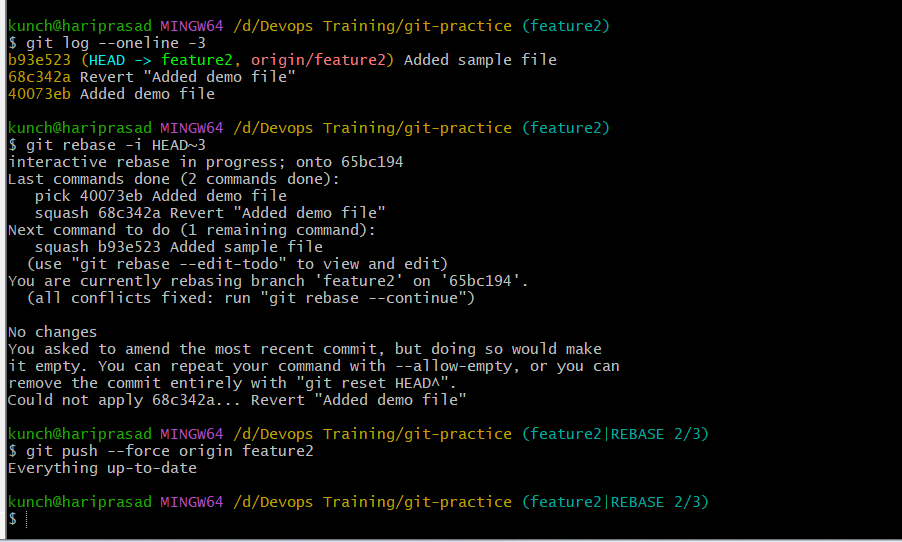 kunch@hariprasad MINGW64 /d/Devops Training/git-practice (feature2)
$ git log --oneline -3
b93e523 (HEAD -> feature2, origin/feature2) Added sample file
68c342a Revert "Added demo file"
40073eb Added demo file
kunch@hariprasad MINGW64 /d/Devops Training/git-practice (feature2)
$ git rebase -i HEAD~3
interactive rebase in progress; onto 65bc194
Last commands done (2 commands done):
   pick 40073eb Added demo file
   squash 68c342a Revert "Added demo file"
Next command to do (1 remaining command):
   squash b93e523 Added sample file
  (use "git rebase --edit-todo" to view and edit)
You are currently rebasing branch 'feature2' on '65bc194'.
  (all conflicts fixed: run "git rebase --continue")
No changes
You asked to amend the most recent commit, but doing so would make
it empty. You can repeat your command with --allow-empty, or you can
remove the commit entirely with "git reset HEAD^".
Could not apply 68c342a... Revert "Added demo file"
kunch@hariprasad MINGW64 /d/Devops Training/git-practice (feature2|REBASE 2/3)
$ git push --force origin feature2
Everything up-to-date
kunch@hariprasad MINGW64 /d/Devops Training/git-practice (feature2|REBASE 2/3)
$